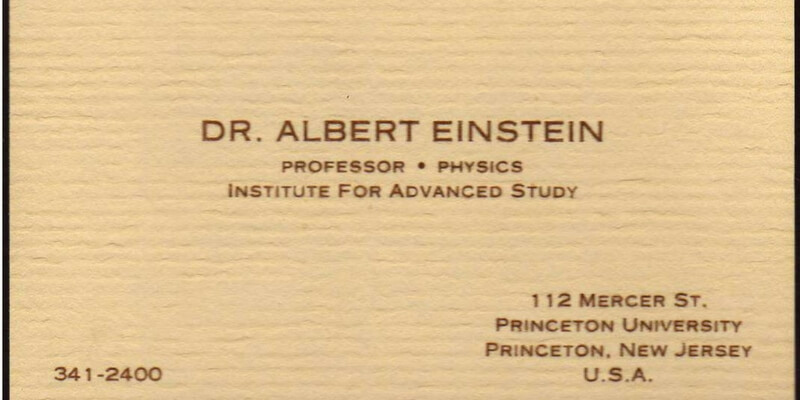 DR. ALBERT EINSTEIN
PROFESSOR • PHYSICS
INSTITUTE FOR ADVANCED STUDY
112 MERCER ST.
PRINCETON UNIVERSITY
PRINCETON, NEW JERSEY
341-2400
U.S.A.